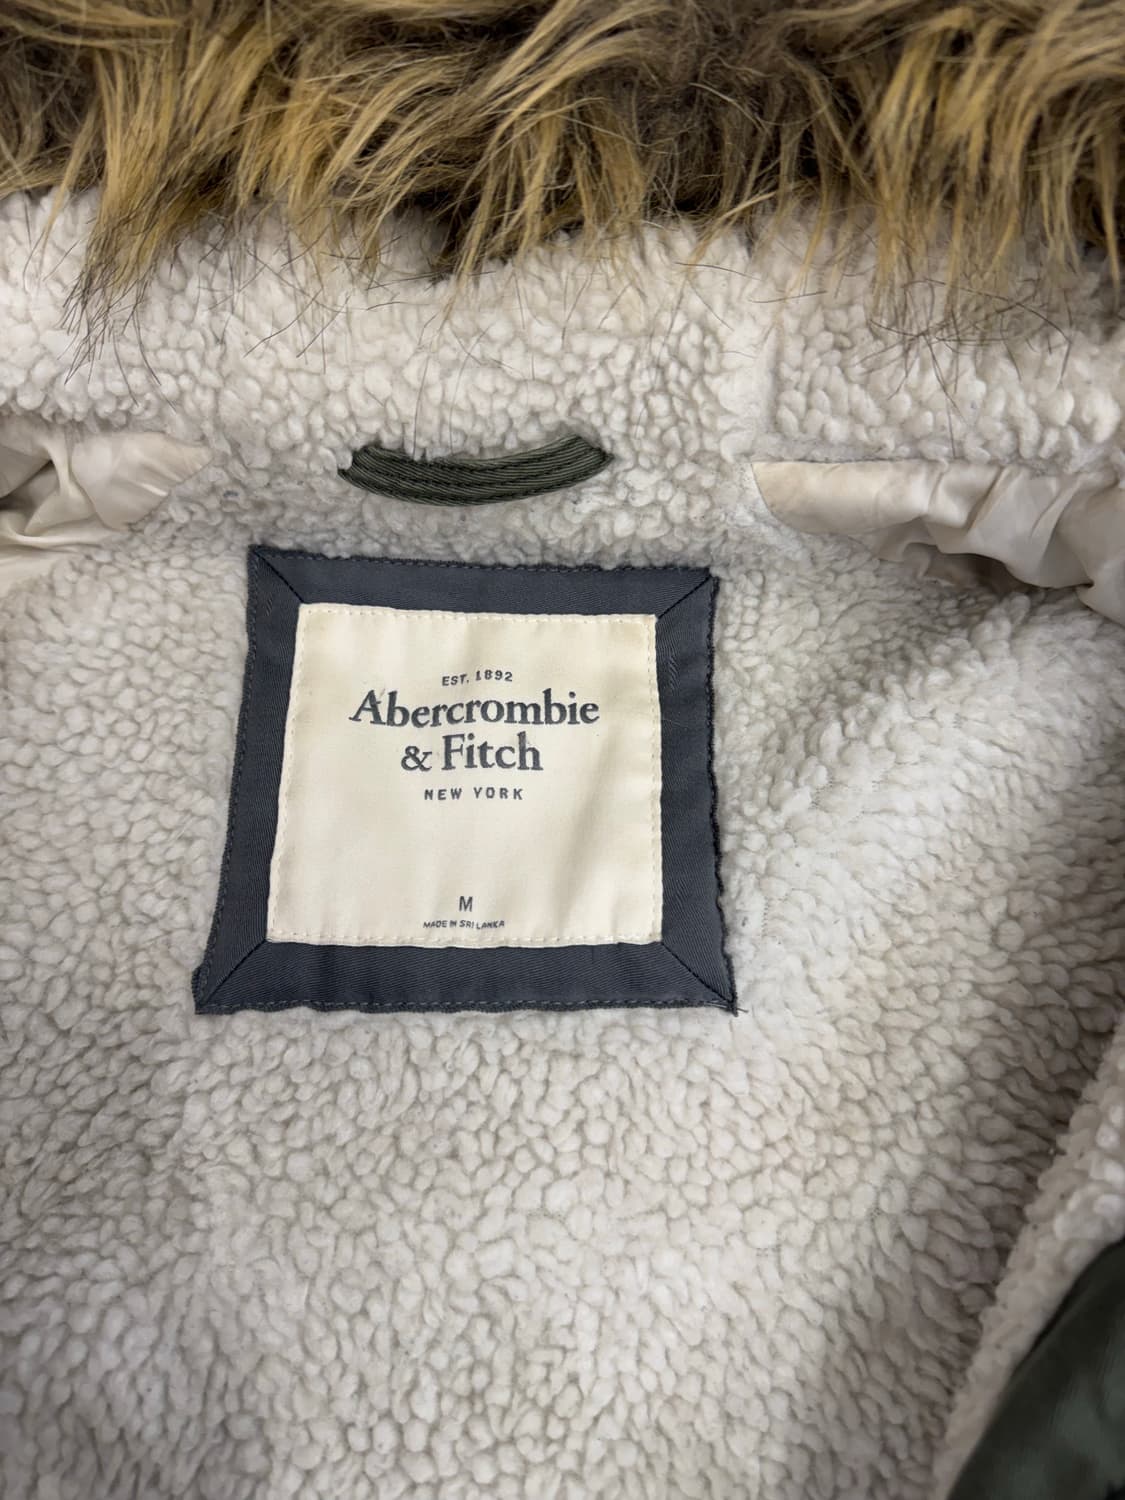 EST. 1892
Abercrombie
& Fitch
NEW YORK
M
MADE IN SRI LANKA